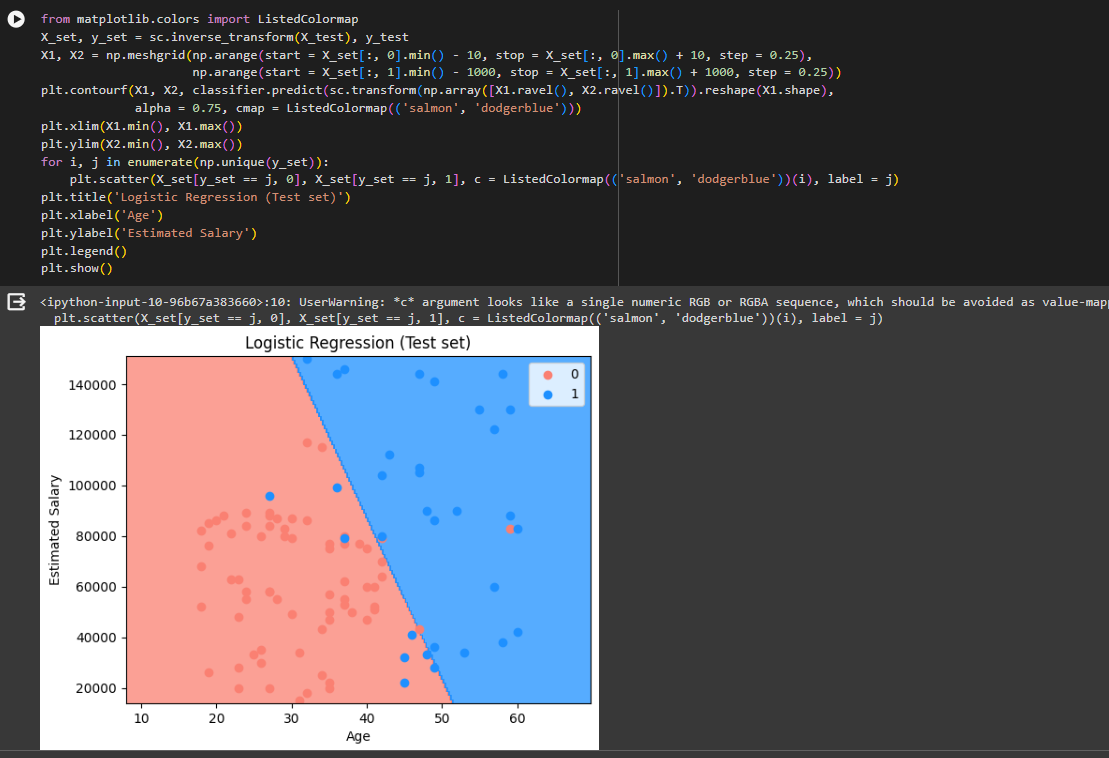 from matplotlib.colors import ListedColormap
X_set, y_set = sc.inverse_transform(X_test), y_test
X1, X2 = np.meshgrid(np.arange(start = X_set[:, 0].min() - 10, stop = X_set[:, 0].max() + 10, step = 0.25),
                     np.arange(start = X_set[:, 1].min() - 1000, stop = X_set[:, 1].max() + 1000, step = 0.25))
plt.contourf(X1, X2, classifier.predict(sc.transform(np.array([X1.ravel(), X2.ravel()]).T)).reshape(X1.shape),
             alpha = 0.75, cmap = ListedColormap(('salmon', 'dodgerblue')))
plt.xlim(X1.min(), X1.max())
plt.ylim(X2.min(), X2.max())
for i, j in enumerate(np.unique(y_set)):
    plt.scatter(X_set[y_set == j, 0], X_set[y_set == j, 1], c = ListedColormap(('salmon', 'dodgerblue'))(i), label = j)
plt.title('Logistic Regression (Test set)')
plt.xlabel('Age')
plt.ylabel('Estimated Salary')
plt.legend()
plt.show()
<ipython-input-10-96b67a383660>:10: UserWarning: *c* argument looks like a single numeric RGB or RGBA sequence, which should be avoided as value-mapp
  plt.scatter(X_set[y_set == j, 0], X_set[y_set == j, 1], c = ListedColormap(('salmon', 'dodgerblue'))(i), label = j)
Logistic Regression (Test set)
0
1
140000
120000
100000
80000
60000
40000
20000
Estimated Salary
10 20 30 40 50 60
Age